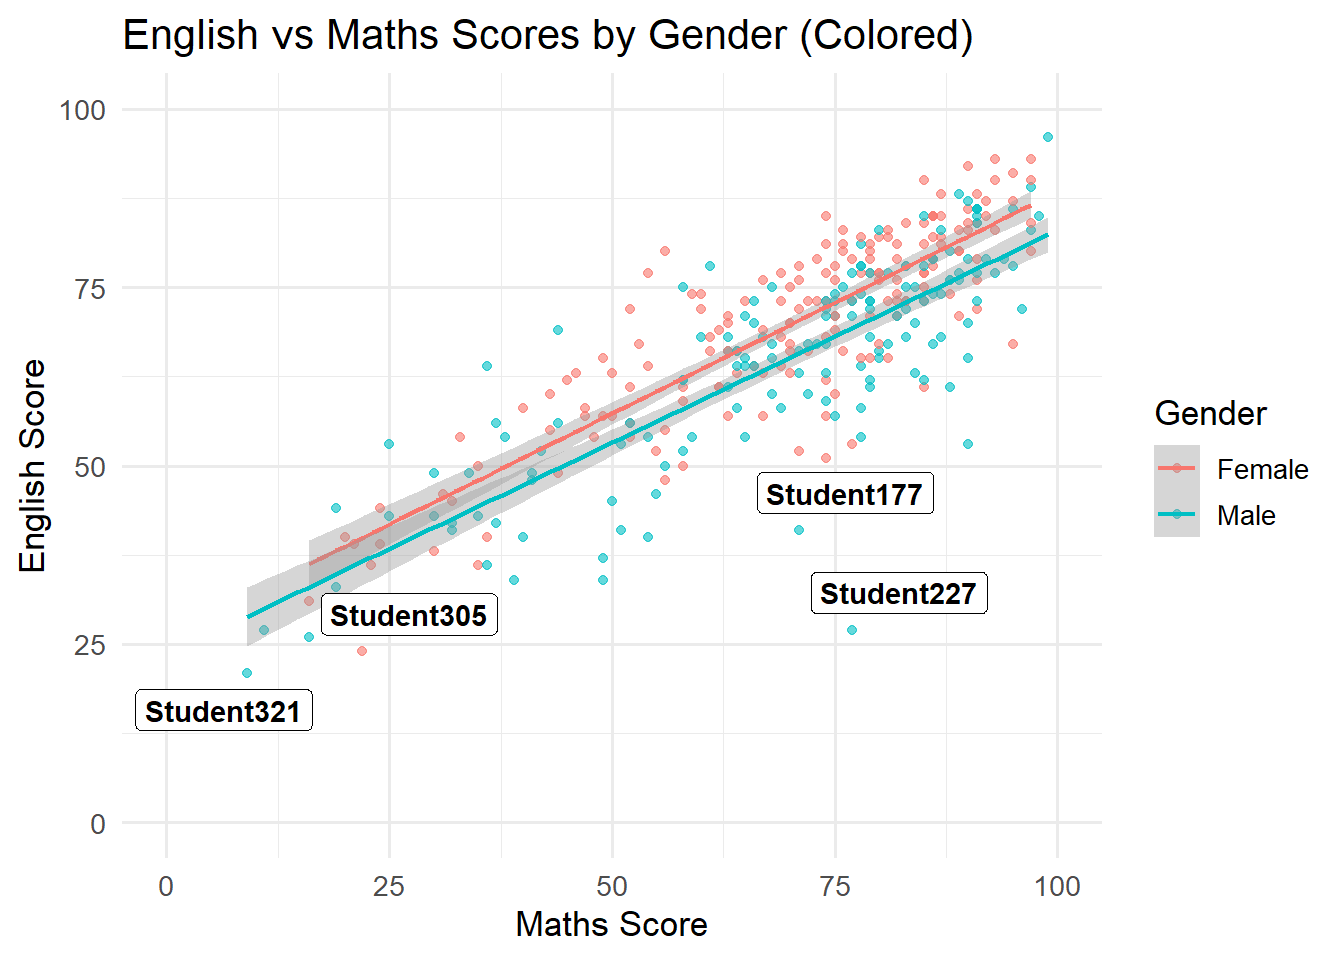 English vs Maths Scores by Gender (Colored)
100
75
50
25
0
English Score
Student177
Student227
Student305
Student321
0 25 50 75 100
Maths Score
Gender
Female
Male